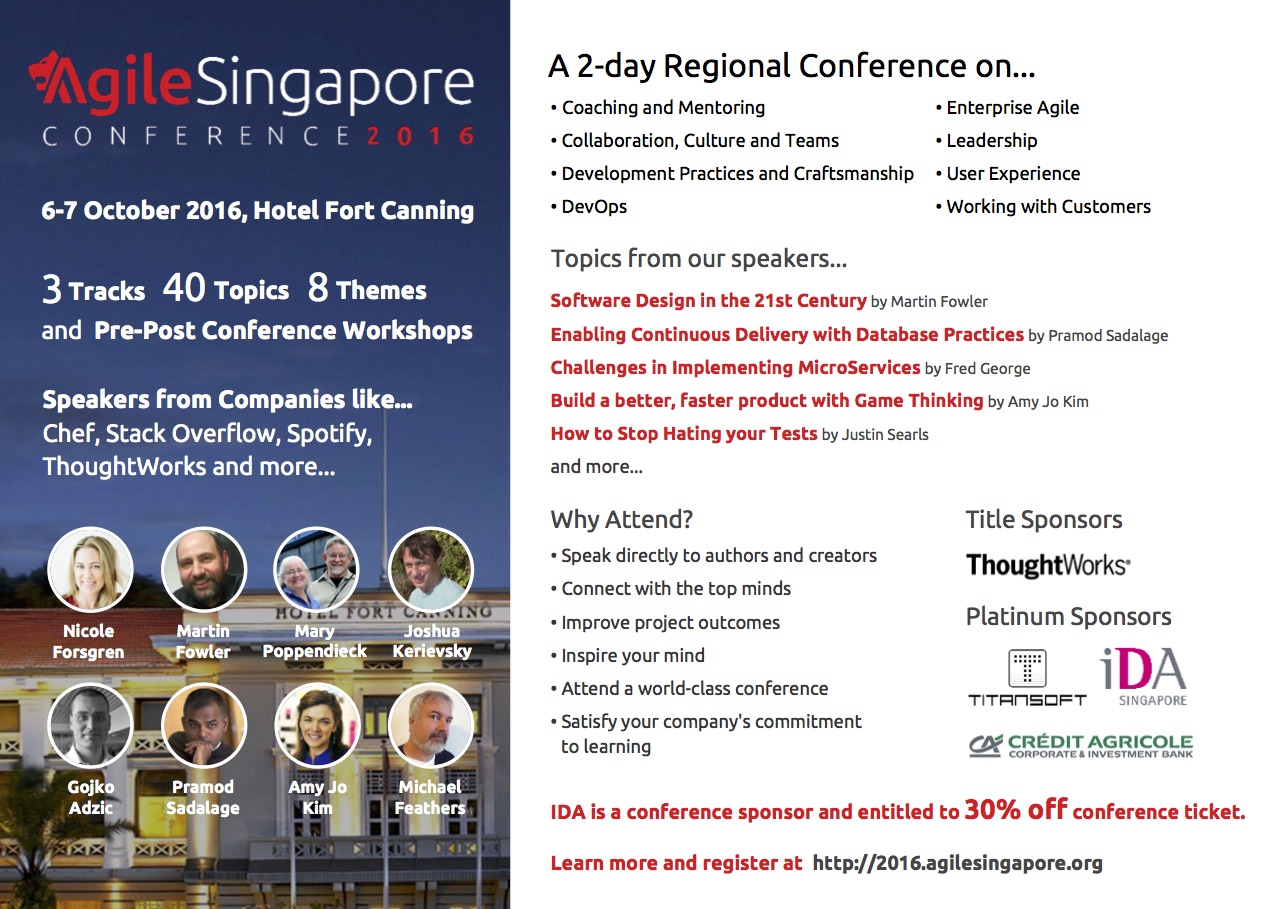 AgileSingapore
CONFERENCE2016
6-7 October 2016, Hotel Fort Canning
3 Tracks 40 Topics 8 Themes
and Pre-Post Conference Workshops
Speakers from Companies like...
Chef, Stack Overflow, Spotify,
ThoughtWorks and more...
HOTEL FORT CANNING
Nicole
Forsgren
Martin
Fowler
Mary
Poppendieck
Joshua
Kerievsky
Gojko
Adzic
Pramod
Sadalage
Amy Jo
Kim
Michael
Feathers
A 2-day Regional Conference on...
• Coaching and Mentoring
• Collaboration, Culture and Teams
• Development Practices and Craftsmanship
• DevOps
• Enterprise Agile
• Leadership
• User Experience
• Working with Customers
Topics from our speakers...
Software Design in the 21st Century by Martin Fowler
Enabling Continuous Delivery with Database Practices by Pramod Sadalage
Challenges in Implementing MicroServices by Fred George
Build a better, faster product with Game Thinking by Amy Jo Kim
How to Stop Hating your Tests by Justin Searls
and more...
Why Attend?
• Speak directly to authors and creators
• Connect with the top minds
• Improve project outcomes
• Inspire your mind
• Attend a world-class conference
• Satisfy your company's commitment
to learning
Title Sponsors
ThoughtWorks®
Platinum Sponsors
TITANSOFT
iDA
SINGAPORE
CA CRÉDIT AGRICOLE
CORPORATE & INVESTMENT BANK
IDA is a conference sponsor and entitled to 30% off conference ticket.
Learn more and register at http://2016.agilesingapore.org